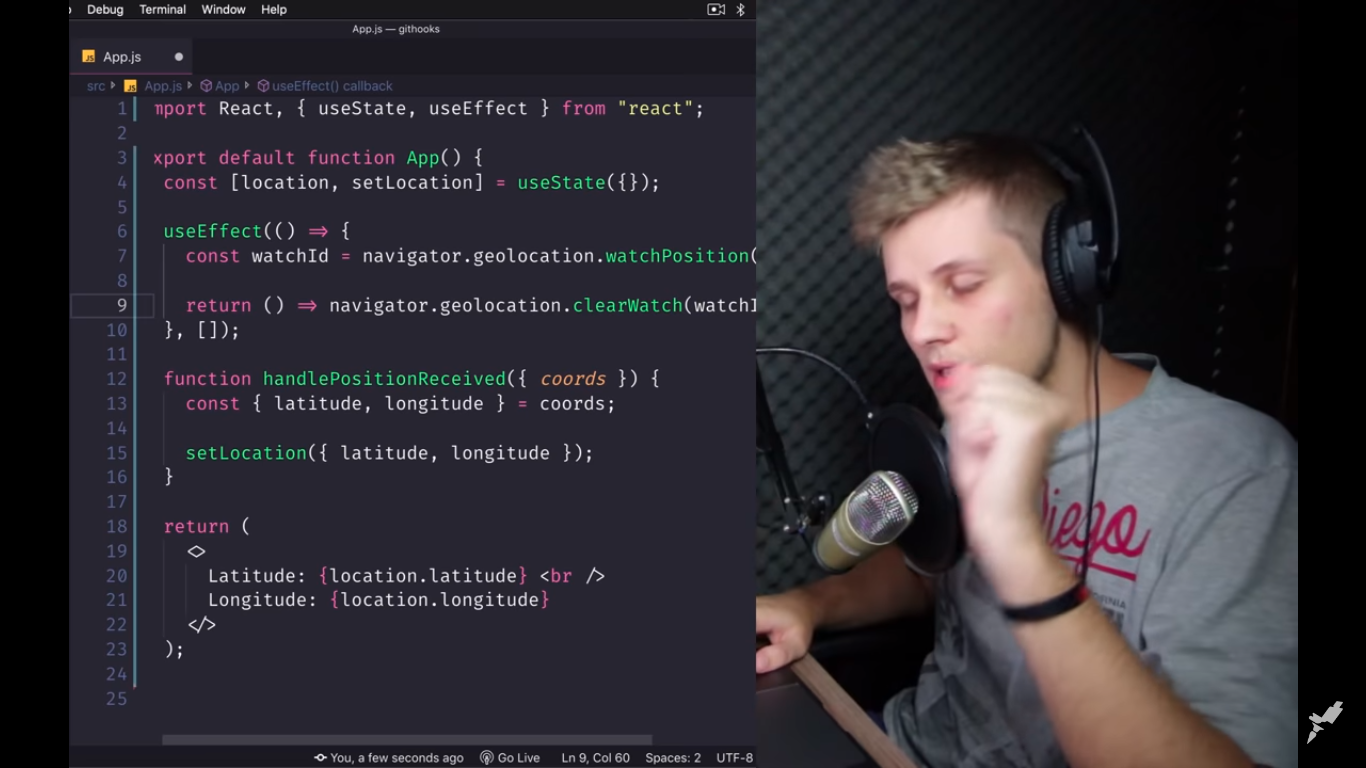 Debug Terminal Window Help
App.js — githooks
JS App.js
src JS App.js App useEffect() callback
1 mport React, { useState, useEffect } from "react";
2
3 xport default function App() {
4 const [location, setLocation] = useState({});
5
6 useEffect(() => {
7 const watchId = navigator.geolocation.watchPosition(
8
9 return () => navigator.geolocation.clearWatch(watchI
10 }, []);
11
12 function handlePositionReceived({ coords }) {
13 const { latitude, longitude } = coords;
14
15 setLocation({ latitude, longitude });
16 }
17
18 return (
19 <>
20 Latitude: {location.latitude} <br />
21 Longitude: {location.longitude}
22 </>
23 );
24
25
You, a few seconds ago Go Live Ln 9, Col 60 Spaces: 2 UTF-8
Diego